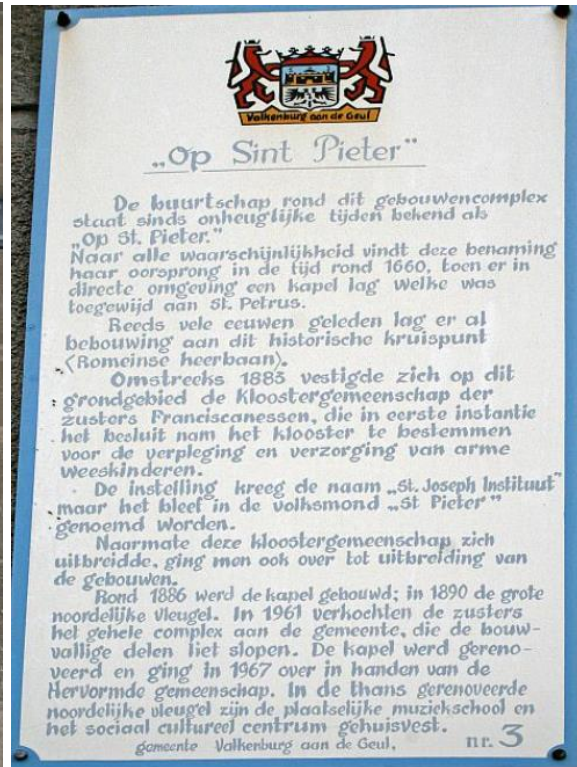 Valkenburg aan de Geul
„Op Sint Pieter"
De buurtschap rond dit gebouwencomplex
staat sinds onheuglijke tijden bekend als
„Op St. Pieter."
Naar alle waarschijnlijkheid vindt deze benaming
haar oorsprong in de tijd rond 1660, toen er in
directe omgeving een kapel lag welke was
toegewijd aan St. Petrus.
Reeds vele eeuwen geleden lag er al
bebouwing aan dit historische kruispunt
(Romeinse heerbaan).
Omstreeks 1883 vestigde zich op dit
grondgebied de kloostergemeenschap der
zusters Franciscanessen, die in eerste instantie
het besluit nam het klooster te bestemmen
voor de verpleging en verzorging van arme
weeskinderen.
De instelling kreeg de naam „St. Joseph Instituut"
maar het bleef in de volksmond „St Pieter"
genoemd worden.
Naarmate deze kloostergemeenschap zich
uitbreidde, ging men ook over tot uitbreiding van
de gebouwen.
Rond 1886 werd de kapel gebouwd; in 1890 de grote
noordelijke vleugel. In 1961 verkochten de zusters
het gehele complex aan de gemeente, die de bouw-
vallige delen liet slopen. De kapel werd gereno-
veerd en ging in 1967 over in handen van de
Hervormde gemeenschap. In de thans gerenoveerde
noordelijke vleugel zijn de plaatselijke muziekschool en
het sociaal cultureel centrum gehuisvest.
gemeente Valkenburg aan de Geul, nr. 3